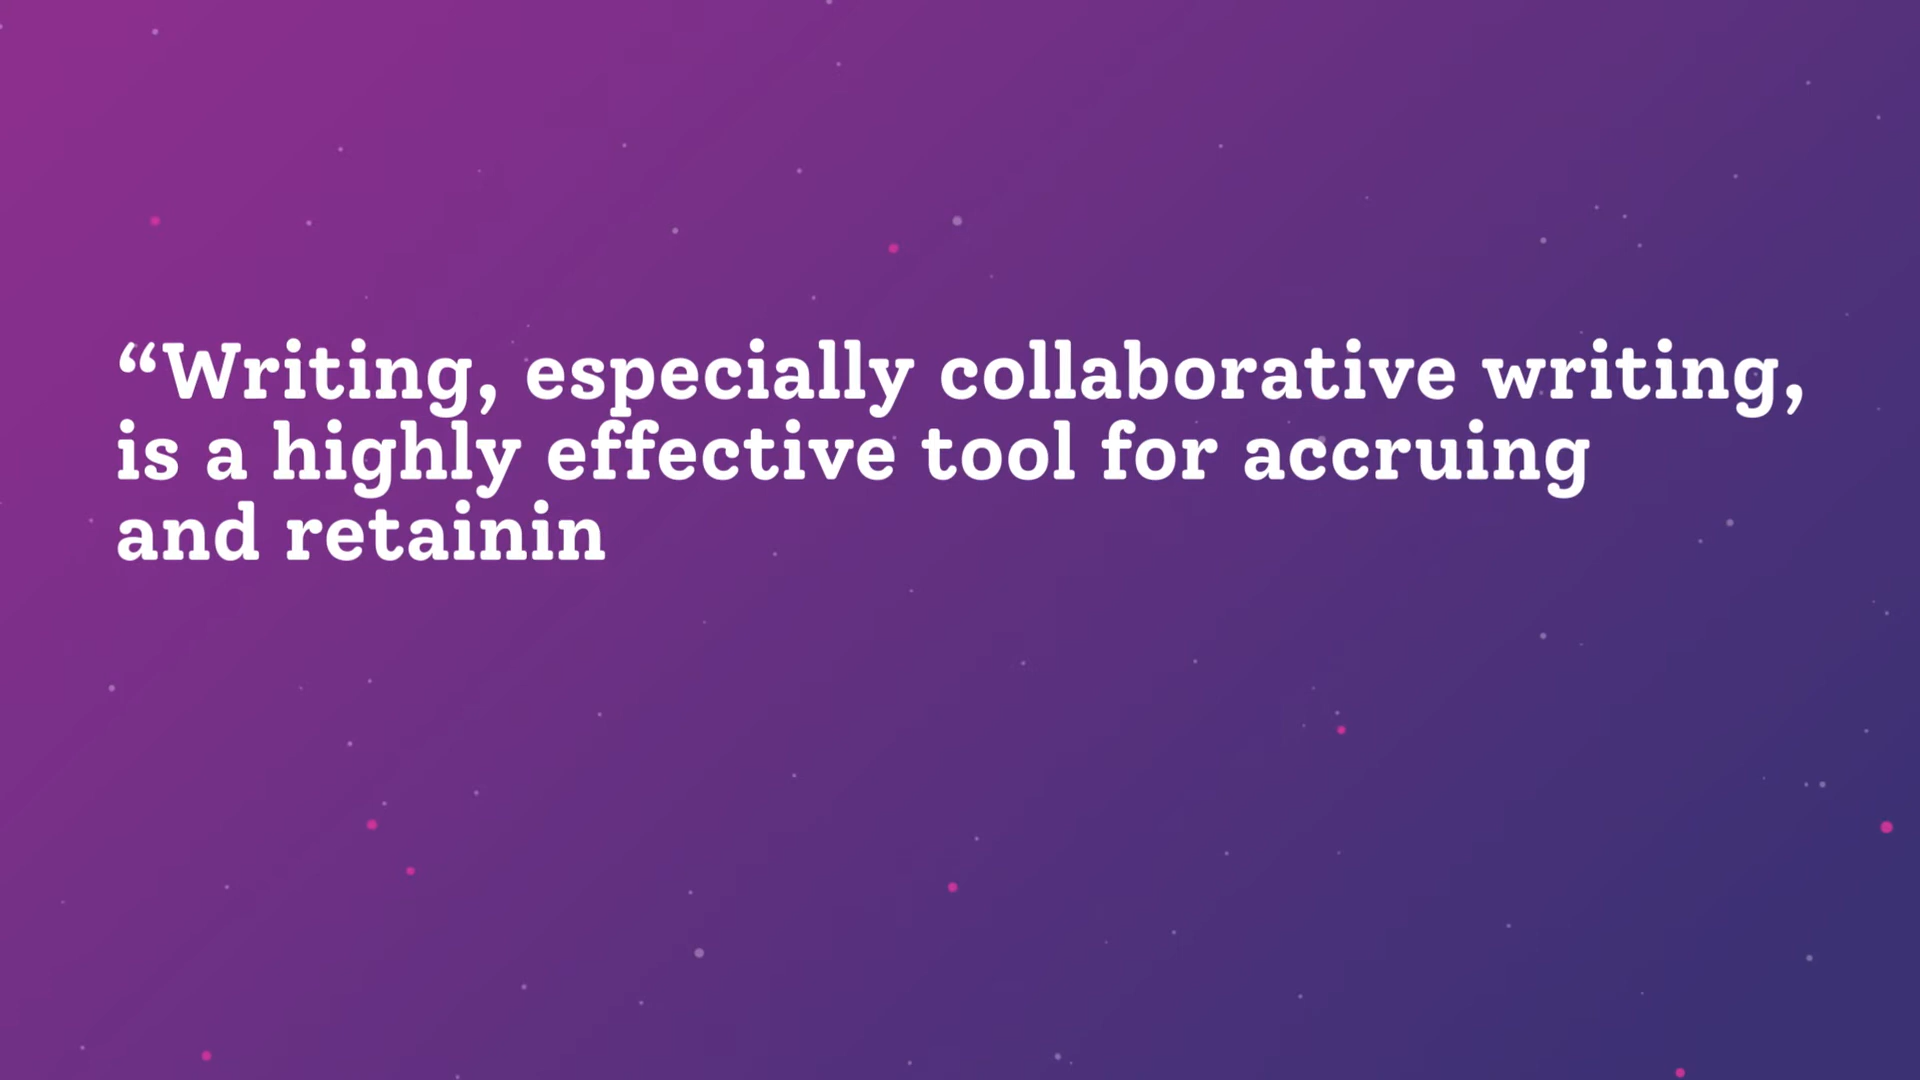 “Writing, especially collaborative writing,
is a highly effective tool for accruing
and retainin